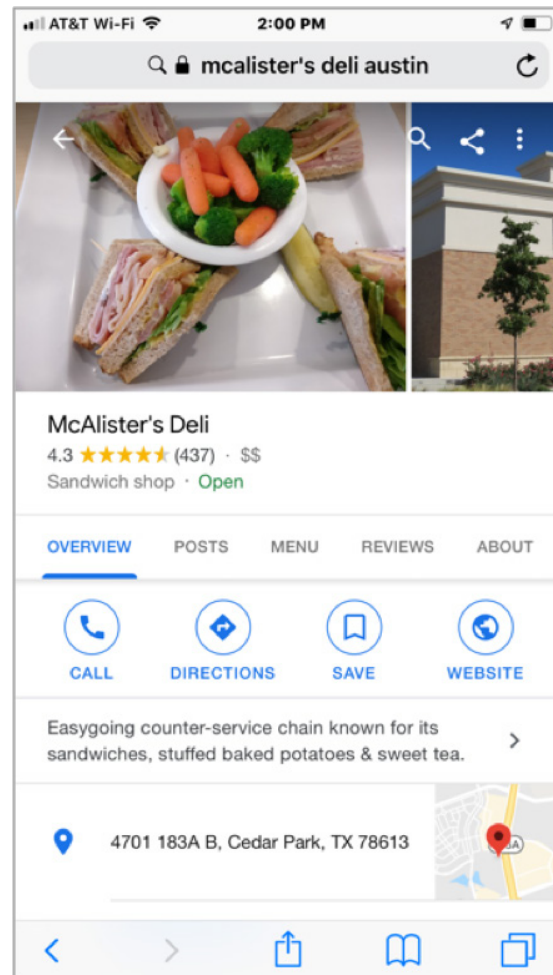 AT&T Wi-Fi 2:00 PM
mcalister's deli austin
McAlister's Deli
4.3 (437) · $$
Sandwich shop · Open
OVERVIEW POSTS MENU REVIEWS ABOUT
CALL DIRECTIONS SAVE WEBSITE
Easygoing counter-service chain known for its
sandwiches, stuffed baked potatoes & sweet tea.
4701 183A B, Cedar Park, TX 78613